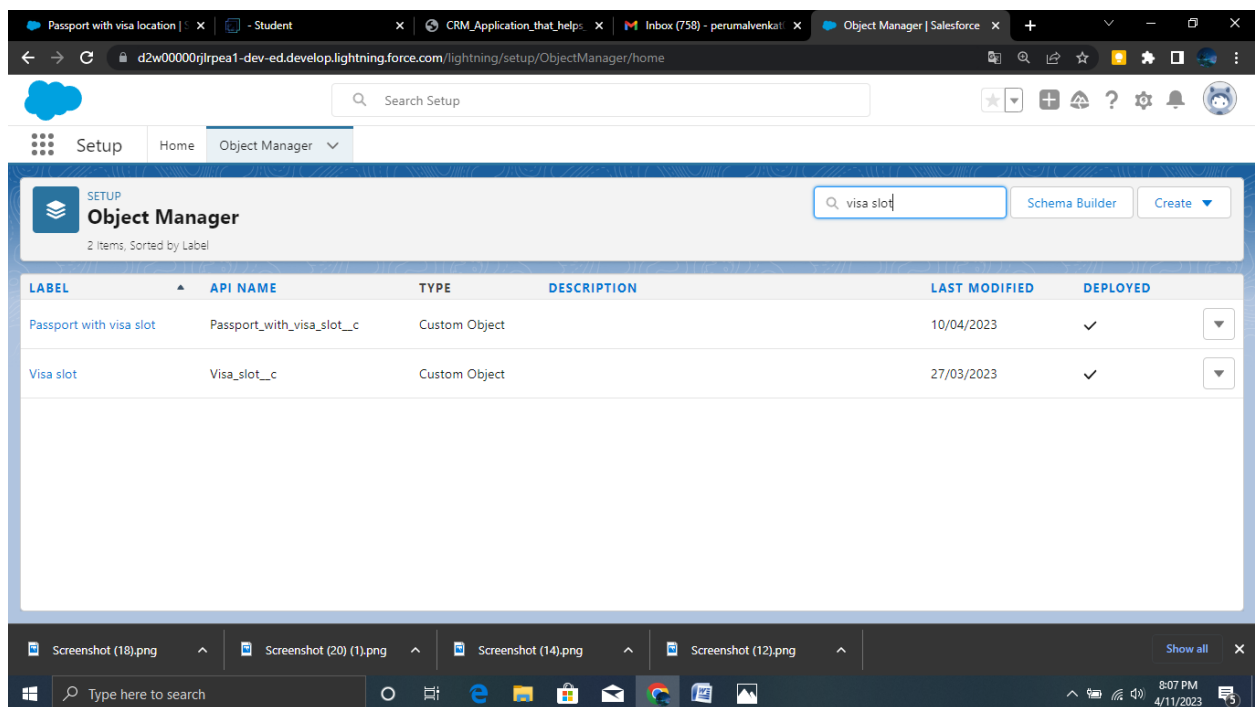 Passport with visa location | S
- Student
CRM_Application_that_helps_
Inbox (758) - perumalvenkat
Object Manager | Salesforce
d2w00000rjlrpea1-dev-ed.develop.lightning.force.com/lightning/setup/ObjectManager/home
Search Setup
Setup
Home
Object Manager
SETUP
Object Manager
2 Items, Sorted by Label
visa slot
Schema Builder
Create
LABEL API NAME TYPE DESCRIPTION LAST MODIFIED DEPLOYED
Passport with visa slot Passport_with_visa_slot__c Custom Object 10/04/2023
Visa slot Visa_slot__c Custom Object 27/03/2023
Screenshot (18).png
Screenshot (20) (1).png
Screenshot (14).png
Screenshot (12).png
Show all
Type here to search
8:07 PM
4/11/2023
5